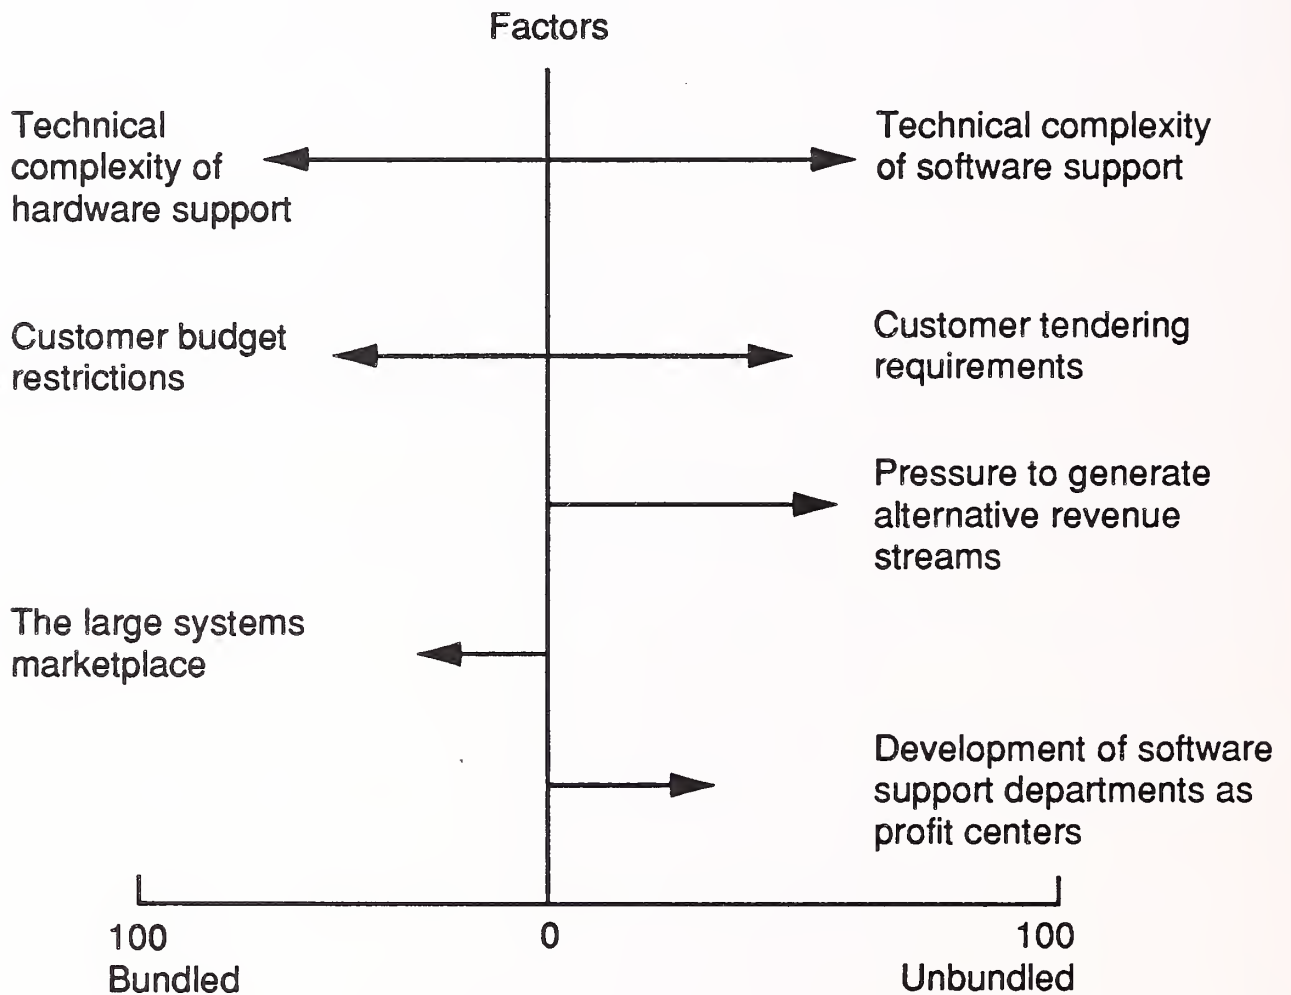 Factors
Technical
complexity of
hardware support
Technical complexity
of software support
Customer budget
restrictions
Customer tendering
requirements
Pressure to generate
alternative revenue
streams
The large systems
marketplace
Development of software
support departments as
profit centers
100
0
100
Bundled
Unbundled